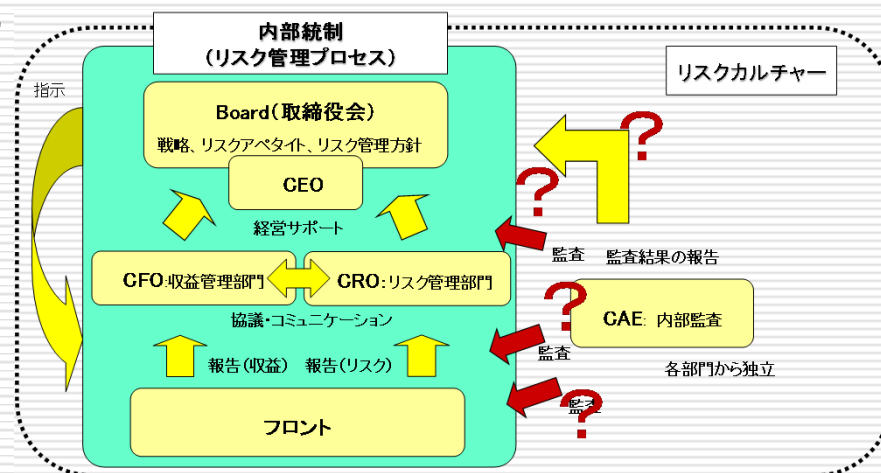 内部統制
（リスク管理プロセス）
リスクカルチャー
指示
Board（取締役会）
戦略、リスクアペタイト、リスク管理方針
CEO
経営サポート
？
？
監査
監査結果の報告
CFO:収益管理部門
CRO:リスク管理部門
協議・コミュニケーション
？
CAE: 内部監査
監査
各部門から独立
報告（収益）
報告（リスク）
監査
？
フロント